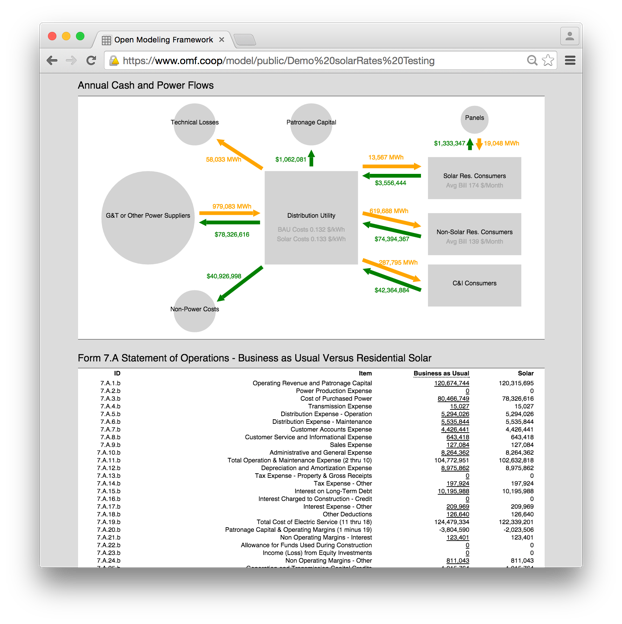 Open Modeling Framework
https://www.omf.coop/model/public/Demo%20solarRates%20Testing
Annual Cash and Power Flows
Technical Losses
Patronage Capital
Panels
59,033 MWh
$1,062,081
$1,333,347
19,048 MWh
13,567 MWh
$3,556,444
Solar Res. Consumers
Avg Bill 174 $/Month
G&T or Other Power Suppliers
979,083 MWh
$78,326,616
Distribution Utility
BAU Costs 0.132 $/kWh
Solar Costs 0.133 $/kWh
619,688 MWh
$74,394,367
Non-Solar Res. Consumers
Avg Bill 139 $/Month
$40,926,998
287,795 MWh
$42,364,884
C&I Consumers
Non-Power Costs
Form 7.A Statement of Operations - Business as Usual Versus Residential Solar
ID Item Business as Usual Solar
7.A.1.b Operating Revenue and Patronage Capital 120,674,744 120,315,695
7.A.2.b Power Production Expense 0 0
7.A.3.b Cost of Purchased Power 80,466,749 78,326,616
7.A.4.b Transmission Expense 15,027 15,027
7.A.5.b Distribution Expense - Operation 5,294,026 5,294,026
7.A.6.b Distribution Expense - Maintenance 5,535,844 5,535,844
7.A.7.b Customer Accounts Expense 4,426,441 4,426,441
7.A.8.b Customer Service and Informational Expense 643,418 643,418
7.A.9.b Sales Expense 127,084 127,084
7.A.10.b Administrative and General Expense 8,264,362 8,264,362
7.A.11.b Total Operation & Maintenance Expense (2 thru 10) 104,772,951 102,632,818
7.A.12.b Depreciation and Amortization Expense 8,975,862 8,975,862
7.A.13.b Tax Expense - Property & Gross Receipts 0 0
7.A.14.b Tax Expense - Other 197,924 197,924
7.A.15.b Interest on Long-Term Debt 10,195,988 10,195,988
7.A.16.b Interest Charged to Construction - Credit 0 0
7.A.17.b Interest Expense - Other 209,969 209,969
7.A.18.b Other Deductions 126,640 126,640
7.A.19.b Total Cost of Electric Service (11 thru 18) 124,479,334 122,339,201
7.A.20.b Patronage Capital & Operating Margins (1 minus 19) -3,804,590 -2,023,506
7.A.21.b Non Operating Margins - Interest 123,401 123,401
7.A.22.b Allowance for Funds Used During Construction 0 0
7.A.23.b Income (Loss) from Equity Investments 0 0
7.A.24.b Non Operating Margins - Other 811,043 811,043